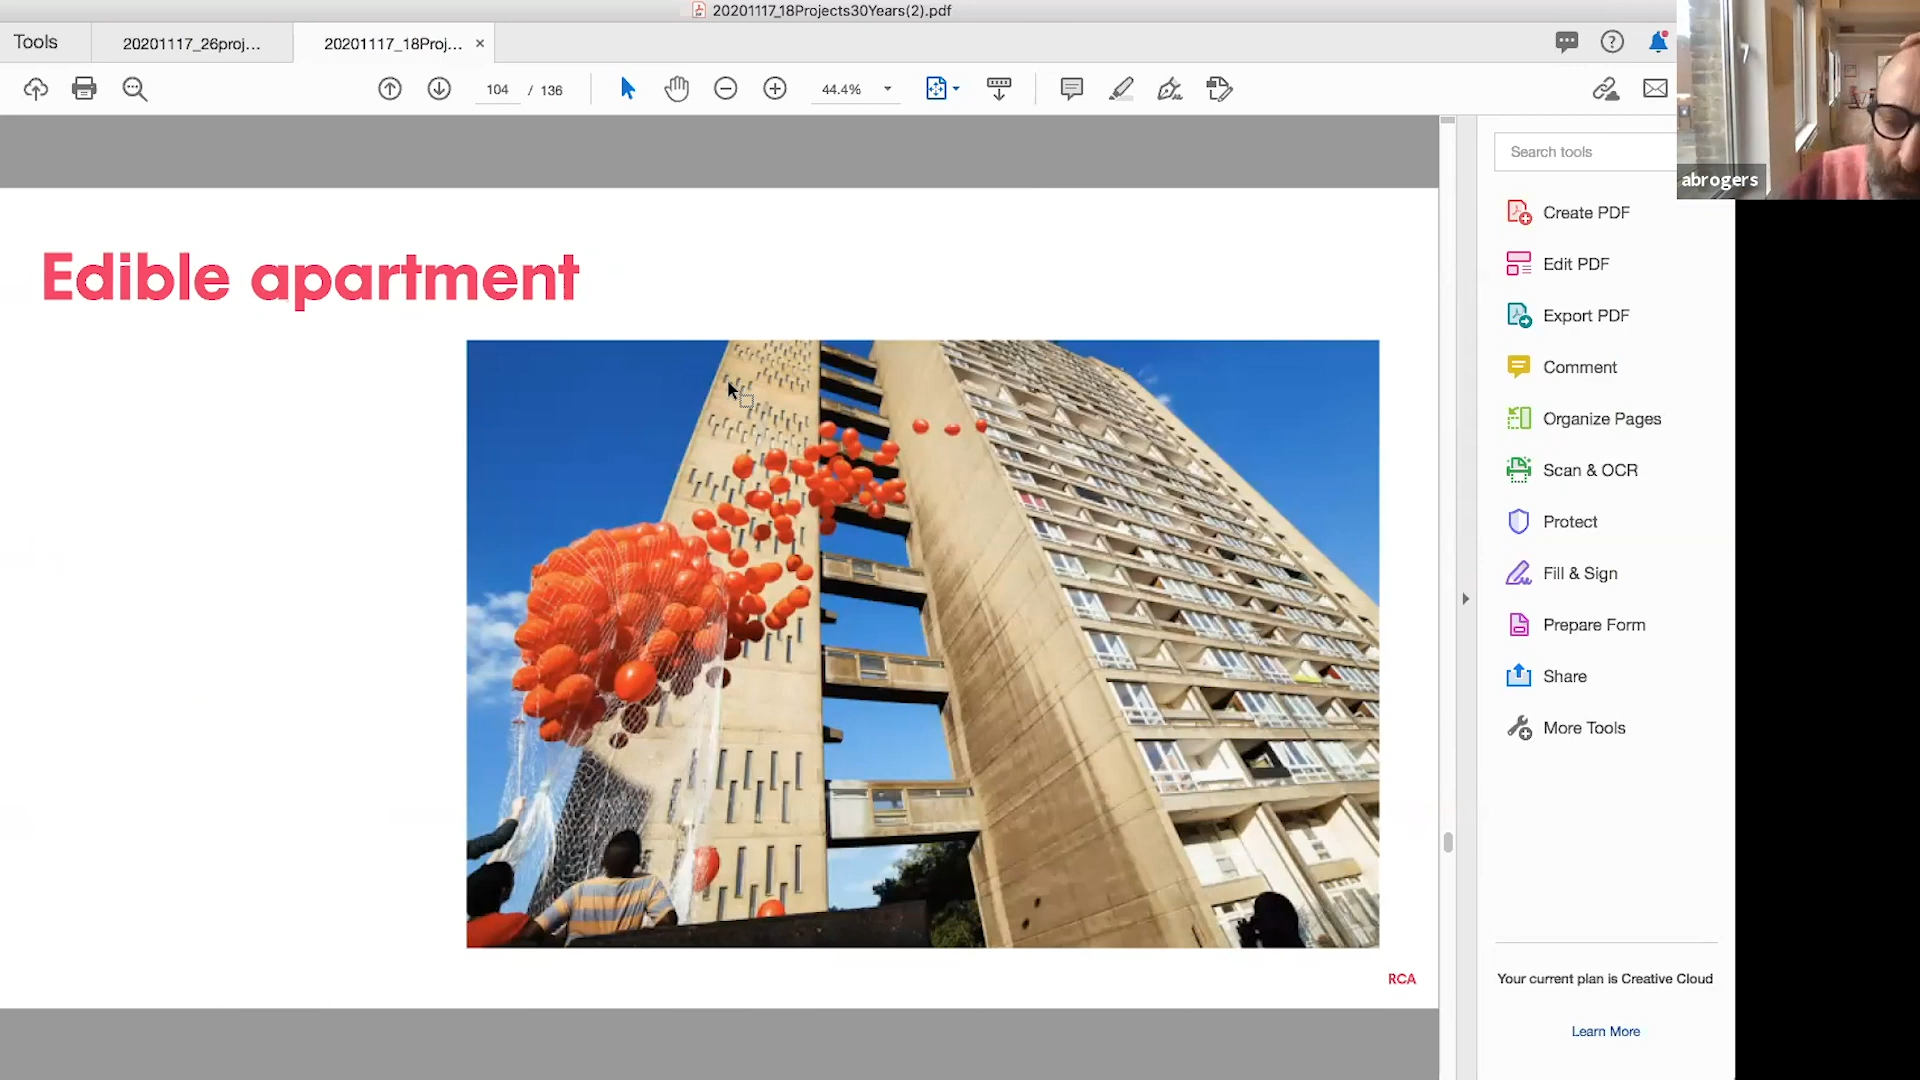 20201117_18Projects30Years(2).pdf
Tools
20201117_26proj...
20201117_18Proj...
104 / 136
44.4%
Search tools
abrogers
Create PDF
Edit PDF
Export PDF
Comment
Organize Pages
Scan & OCR
Protect
Fill & Sign
Prepare Form
Share
More Tools
Edible apartment
RCA
Your current plan is Creative Cloud
Learn More